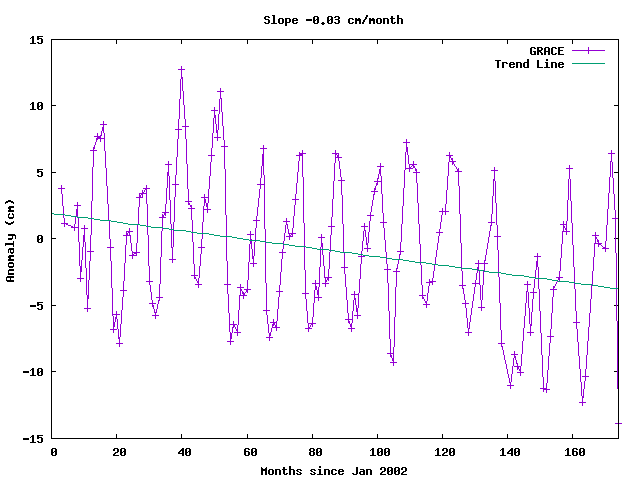 Slope -0.03 cm/month
GRACE
Trend Line
Anomaly (cm)
15
10
5
0
-5
-10
-15
0 20 40 60 80 100 120 140 160
Months since Jan 2002